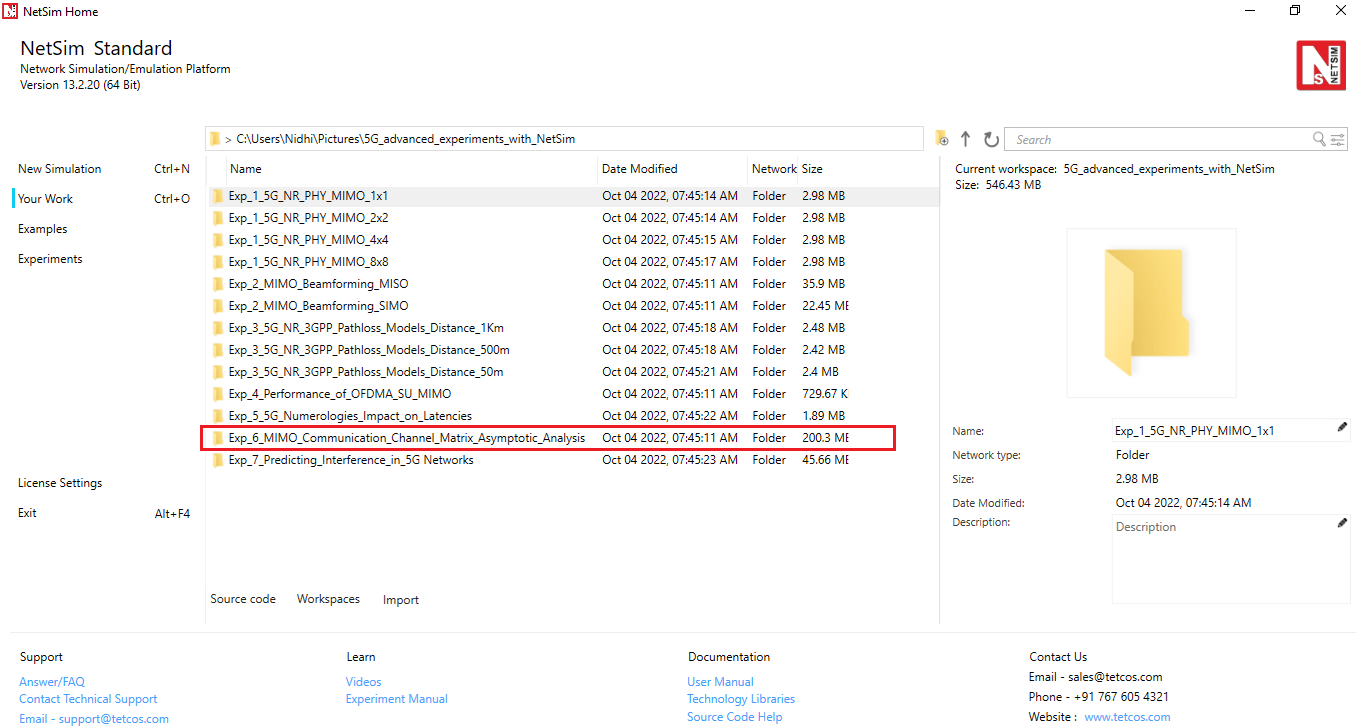 NetSim Home
NetSim Standard
Network Simulation/Emulation Platform
Version 13.2.20 (64 Bit)
NETSIM
NS
> C:\Users\Nidhi\Pictures\5G_advanced_experiments_with_NetSim
Search
New Simulation Ctrl+N
Your Work Ctrl+O
Examples
Experiments
License Settings
Exit Alt+F4
Name Date Modified Network Size
Exp_1_5G_NR_PHY_MIMO_1x1 Oct 04 2022, 07:45:14 AM Folder 2.98 MB
Exp_1_5G_NR_PHY_MIMO_2x2 Oct 04 2022, 07:45:14 AM Folder 2.98 MB
Exp_1_5G_NR_PHY_MIMO_4x4 Oct 04 2022, 07:45:15 AM Folder 2.98 MB
Exp_1_5G_NR_PHY_MIMO_8x8 Oct 04 2022, 07:45:17 AM Folder 2.98 MB
Exp_2_MIMO_Beamforming_MISO Oct 04 2022, 07:45:11 AM Folder 35.9 MB
Exp_2_MIMO_Beamforming_SIMO Oct 04 2022, 07:45:11 AM Folder 22.45 ME
Exp_3_5G_NR_3GPP_Pathloss_Models_Distance_1Km Oct 04 2022, 07:45:18 AM Folder 2.48 MB
Exp_3_5G_NR_3GPP_Pathloss_Models_Distance_500m Oct 04 2022, 07:45:18 AM Folder 2.42 MB
Exp_3_5G_NR_3GPP_Pathloss_Models_Distance_50m Oct 04 2022, 07:45:21 AM Folder 2.4 MB
Exp_4_Performance_of_OFDMA_SU_MIMO Oct 04 2022, 07:45:11 AM Folder 729.67 K
Exp_5_5G_Numerologies_Impact_on_Latencies Oct 04 2022, 07:45:22 AM Folder 1.89 MB
Exp_6_MIMO_Communication_Channel_Matrix_Asymptotic_Analysis Oct 04 2022, 07:45:11 AM Folder 200.3 ME
Exp_7_Predicting_Interference_in_5G Networks Oct 04 2022, 07:45:23 AM Folder 45.66 ME
Source code Workspaces Import
Current workspace: 5G_advanced_experiments_with_NetSim
Size: 546.43 MB
Name: Exp_1_5G_NR_PHY_MIMO_1x1
Network type: Folder
Size: 2.98 MB
Date Modified: Oct 04 2022, 07:45:14 AM
Description: Description
Support
Answer/FAQ
Contact Technical Support
Email - support@tetcos.com
Learn
Videos
Experiment Manual
Documentation
User Manual
Technology Libraries
Source Code Help
Contact Us
Email - sales@tetcos.com
Phone - +91 767 605 4321
Website : www.tetcos.com